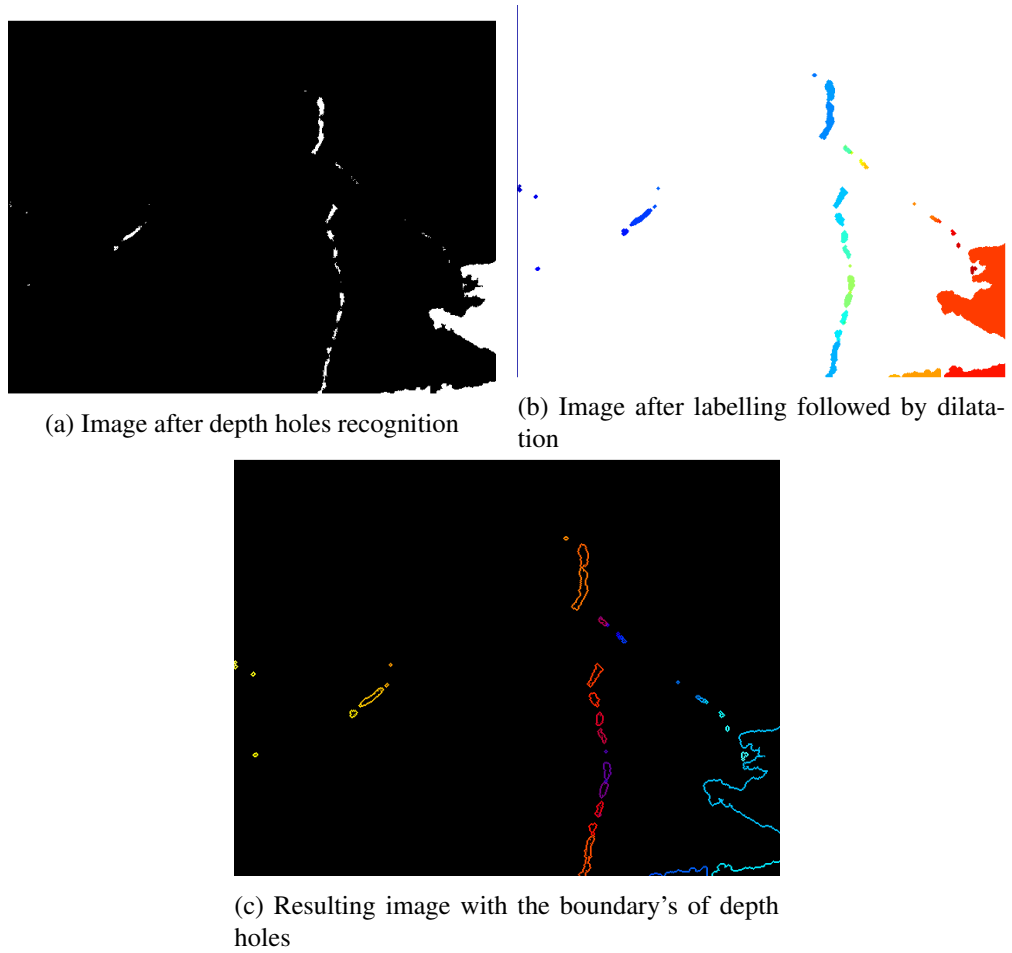 (a) Image after depth holes recognition
(b) Image after labelling followed by dilata-
tion
(c) Resulting image with the boundary's of depth
holes